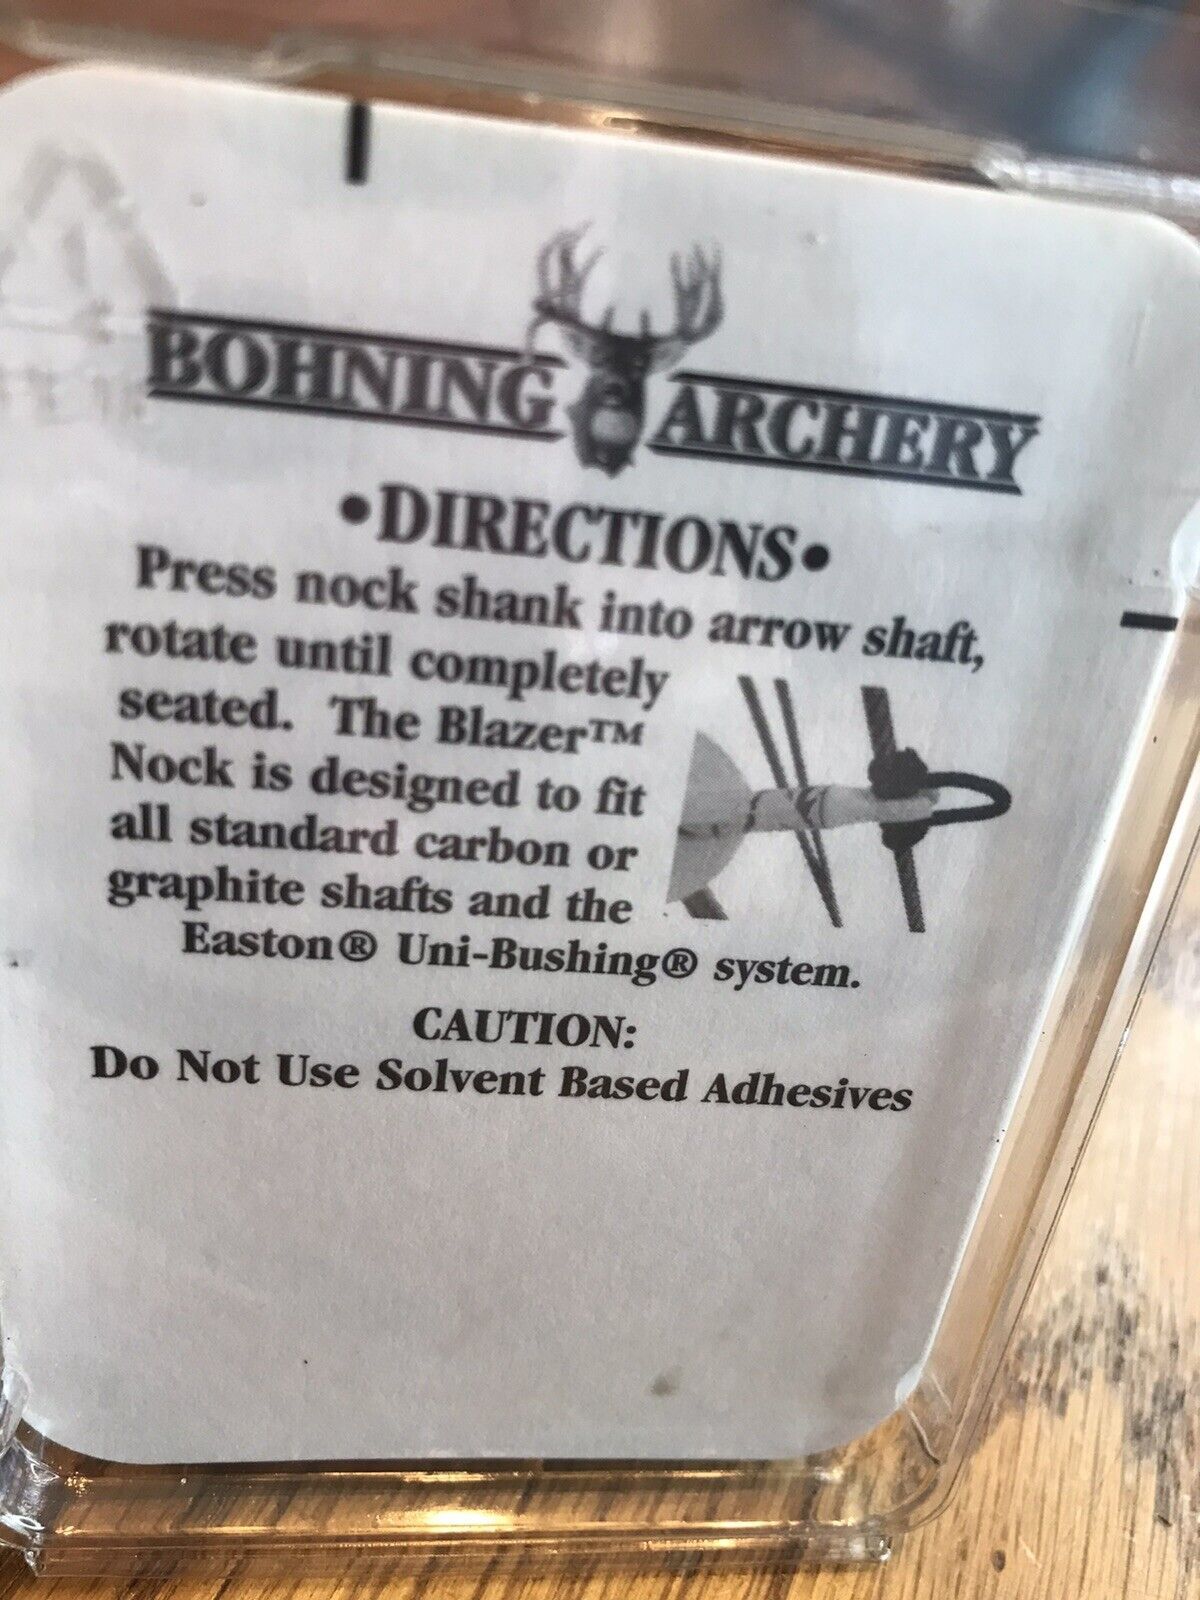 BOHNING ARCHERY
•DIRECTIONS•
Press nock shank into arrow shaft,
rotate until completely
seated. The Blazer™
Nock is designed to fit
all standard carbon or
graphite shafts and the
Easton® Uni-Bushing® system.
CAUTION:
Do Not Use Solvent Based Adhesives